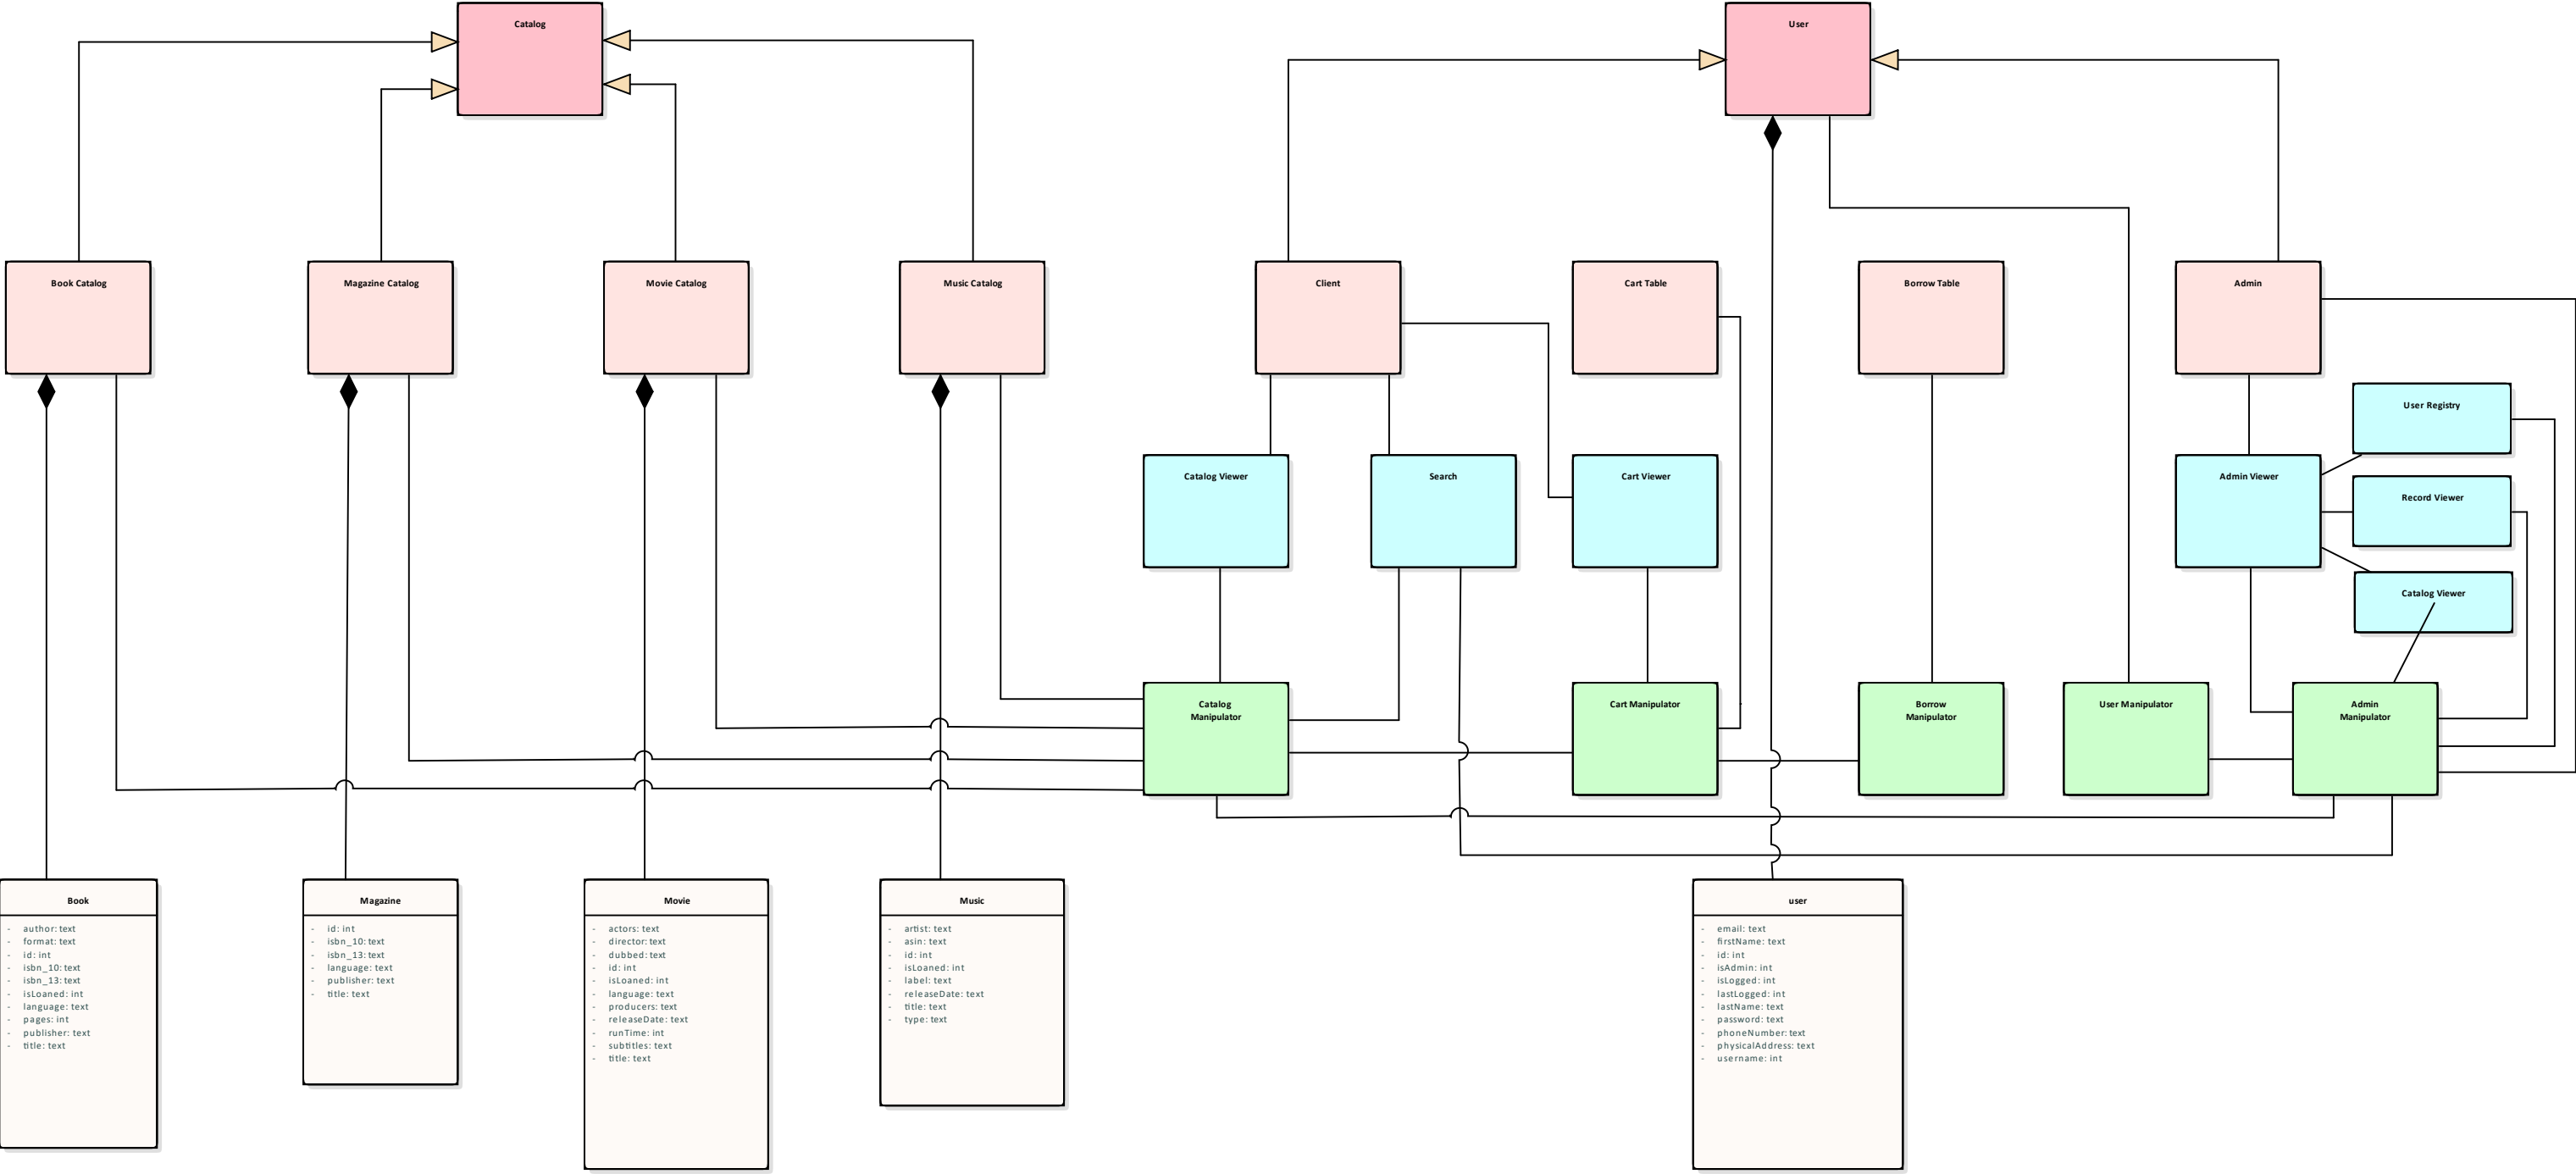 Catalog
User
Book Catalog
Magazine Catalog
Movie Catalog
Music Catalog
Client
Cart Table
Borrow Table
Admin
User Registry
Catalog Viewer
Search
Cart Viewer
Admin Viewer
Record Viewer
Catalog Viewer
Catalog
Manipulator
Cart Manipulator
Borrow
Manipulator
User Manipulator
Admin
Manipulator
Book
- author: text
- format: text
- id: int
- isbn_10: text
- isbn_13: text
- isLoaned: int
- language: text
- pages: int
- publisher: text
- title: text
Magazine
- id: int
- isbn_10: text
- isbn_13: text
- language: text
- publisher: text
- title: text
Movie
- actors: text
- director: text
- dubbed: text
- id: int
- isLoaned: int
- language: text
- producers: text
- releaseDate: text
- runTime: int
- subtitles: text
- title: text
Music
- artist: text
- asin: text
- id: int
- isLoaned: int
- label: text
- releaseDate: text
- title: text
- type: text
user
- email: text
- firstName: text
- id: int
- isAdmin: int
- isLogged: int
- lastLogged: int
- lastName: text
- password: text
- phoneNumber: text
- physicalAddress: text
- username: int